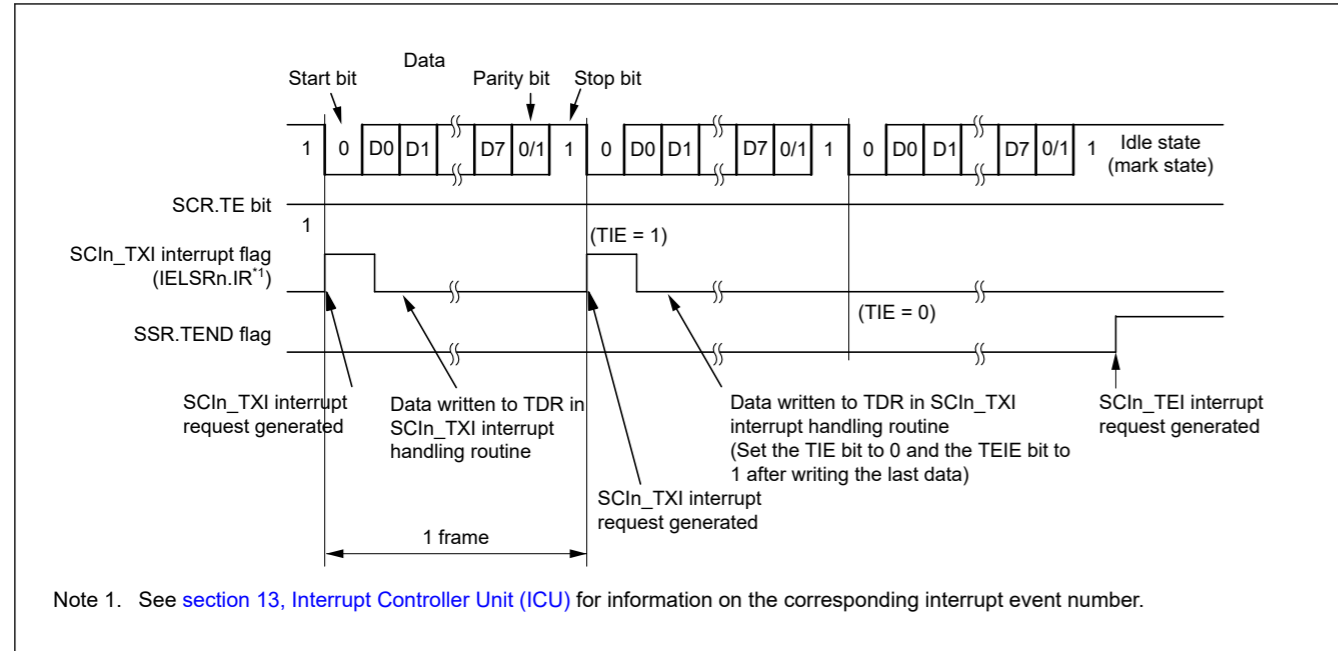 Data
Start bit Parity bit Stop bit
1 0 D0 D1 D7 0/1 1 0 D0 D1 D7 0/1 1 0 D0 D1 D7 0/1 1 Idle state
(mark state)
SCR.TE bit
1
(TIE = 1)
SCIn_TXI interrupt flag
(IELSRn.IR*1)
(TIE = 0)
SSR.TEND flag
SCIn_TXI interrupt
request generated
Data written to TDR in
SCIn_TXI interrupt
handling routine
Data written to TDR in SCIn_TXI
interrupt handling routine
(Set the TIE bit to 0 and the TEIE bit to
1 after writing the last data)
SCIn_TEI interrupt
request generated
SCIn_TXI interrupt
request generated
1 frame
Note 1. See section 13, Interrupt Controller Unit (ICU) for information on the corresponding interrupt event number.